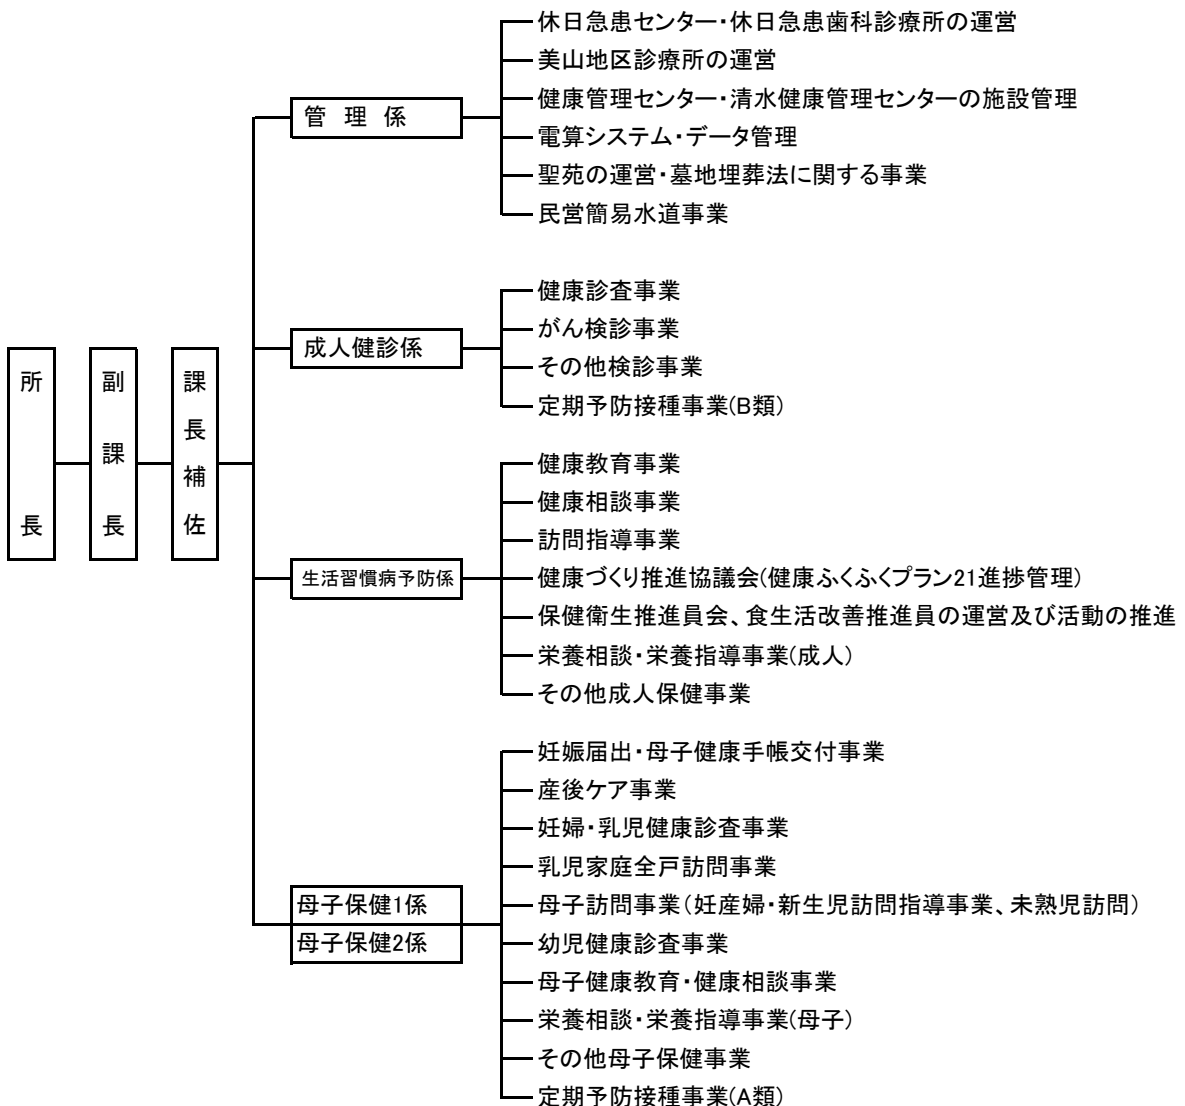 所長
副課長
課長補佐
管理係
休日急患センター・休日急患歯科診療所の運営
美山地区診療所の運営
健康管理センター・清水健康管理センターの施設管理
電算システム・データ管理
聖苑の運営・墓地埋葬法に関する事業
民営簡易水道事業
成人健診係
健康診査事業
がん検診事業
その他検診事業
定期予防接種事業(B類)
生活習慣病予防係
健康教育事業
健康相談事業
訪問指導事業
健康づくり推進協議会(健康ふくふくプラン21進捗管理)
保健衛生推進員会、食生活改善推進員の運営及び活動の推進
栄養相談・栄養指導事業(成人)
その他成人保健事業
母子保健1係
母子保健2係
妊娠届出・母子健康手帳交付事業
産後ケア事業
妊婦・乳児健康診査事業
乳児家庭全戸訪問事業
母子訪問事業(妊産婦・新生児訪問指導事業、未熟児訪問)
幼児健康診査事業
母子健康教育・健康相談事業
栄養相談・栄養指導事業(母子)
その他母子保健事業
定期予防接種事業(A類)